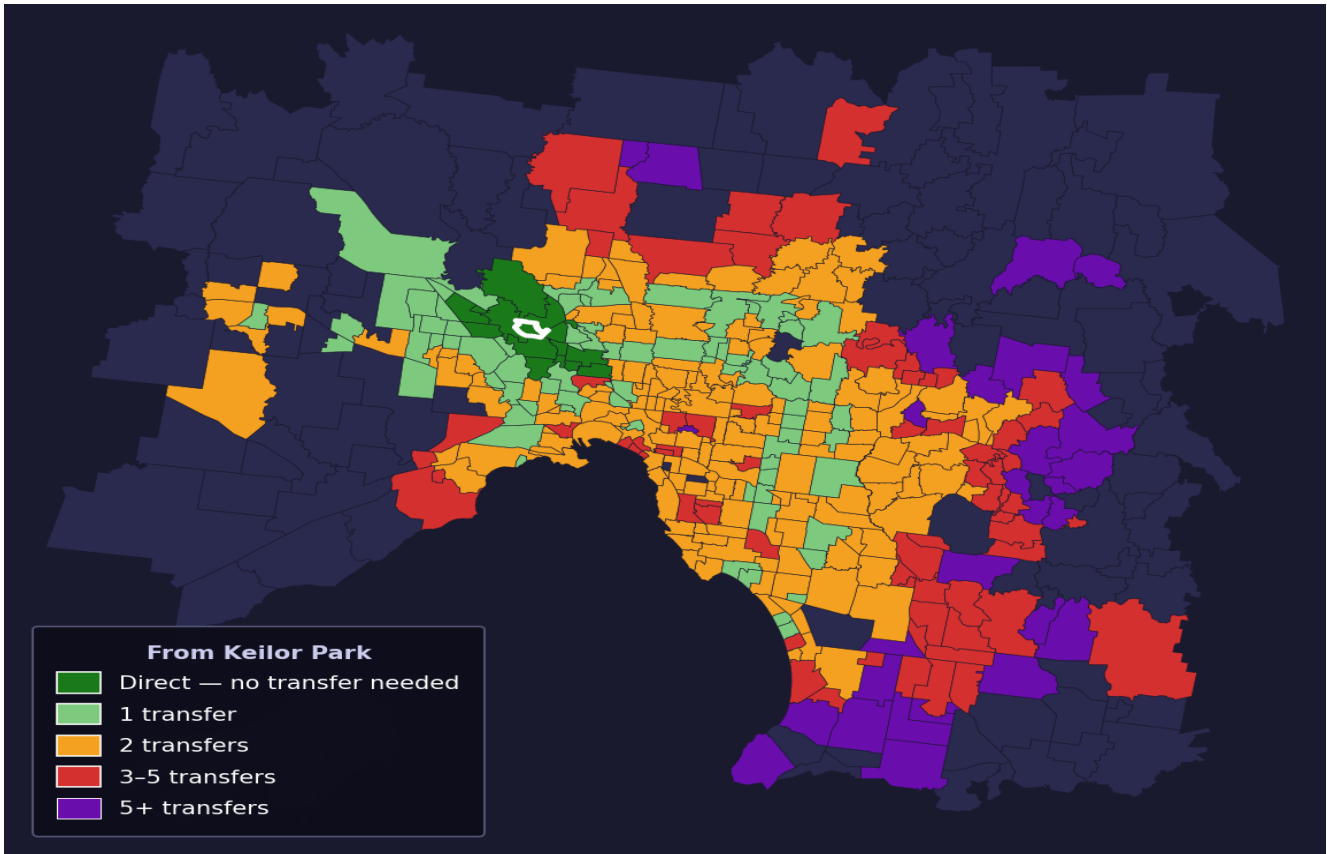 From Keilor Park
Direct — no transfer needed
1 transfer
2 transfers
3–5 transfers
5+ transfers